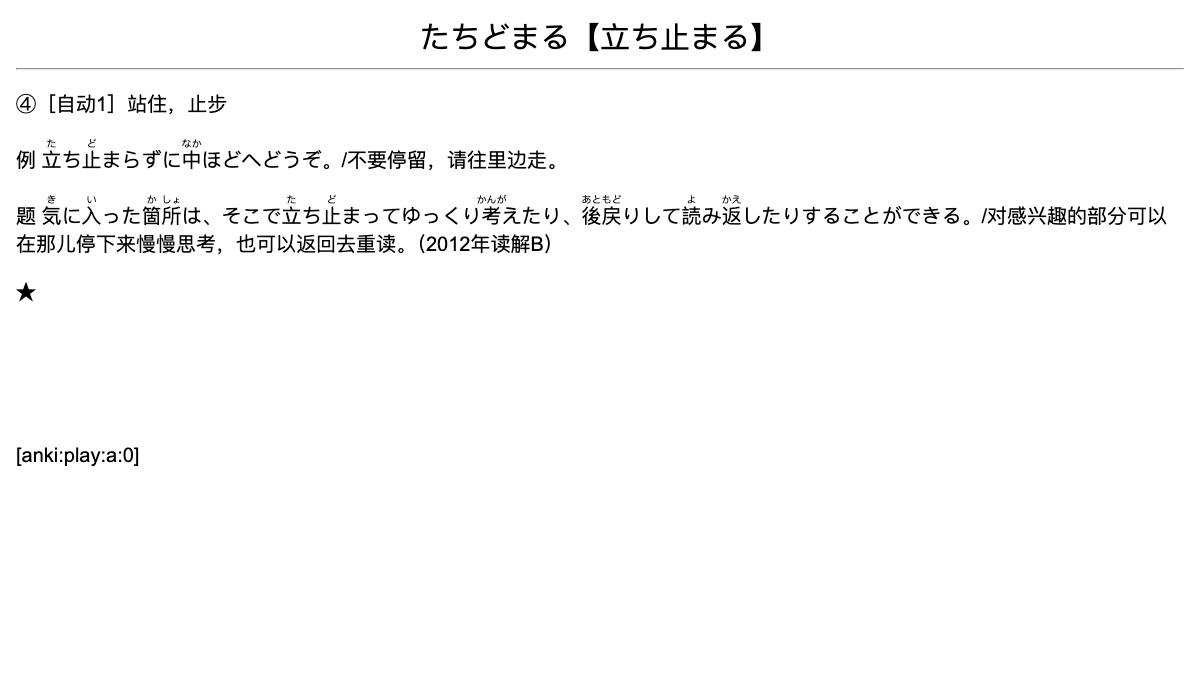 たちどまる【立ち止まる】
④［自动1］站住，止步
例 立ち止まらずに中ほどへどうぞ。/不要停留，请往里边走。
题 気に入った箇所は、そこで立ち止まってゆっくり考えたり、後戻りして読み返したりすることができる。/对感兴趣的部分可以
在那儿停下来慢慢思考，也可以返回去重读。（2012年读解B）
★
[anki:play:a:0]